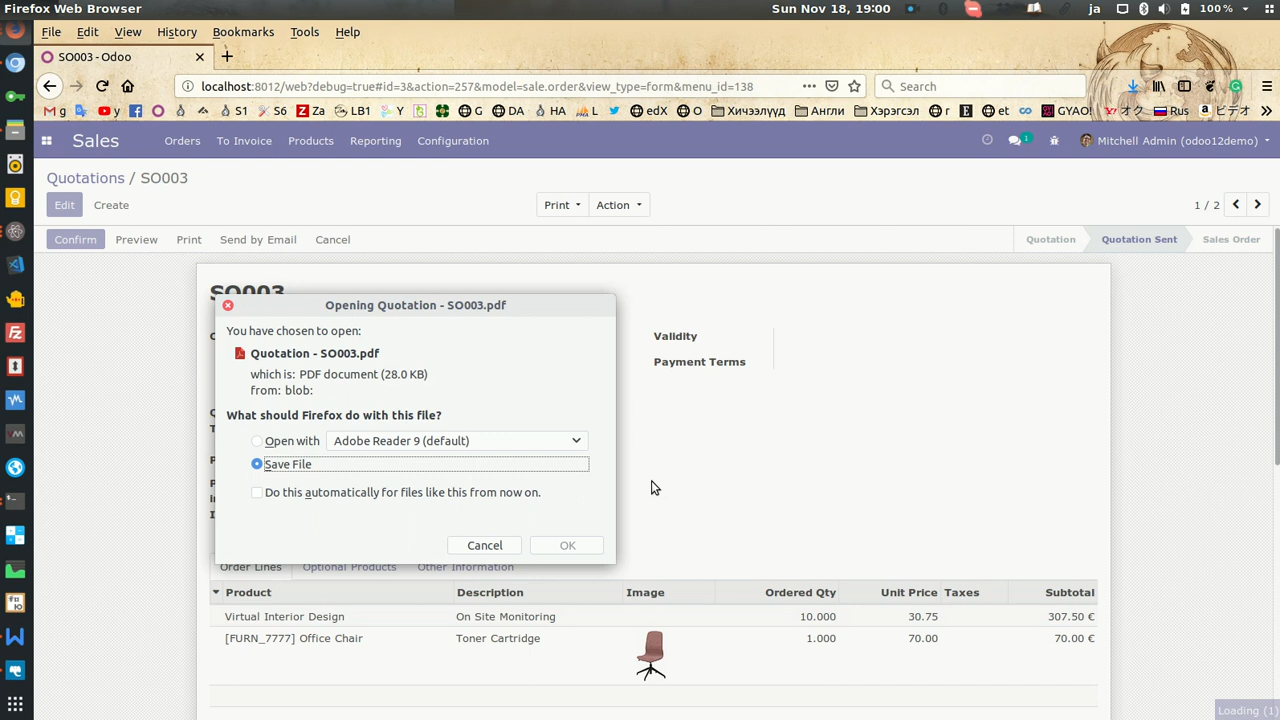 Firefox Web Browser
Sun Nov 18, 19:00 ja 100 %
File Edit View History Bookmarks Tools Help
SO003 - Odoo
localhost:8012/web?debug=true#id=3&action=257&model=sale.order&view_type=form&menu_id=138
Search
g y O S1 S6 Za L DA HA edX O Хичээлүүд Англи Хэрэгсэл r et GYAO! オク Rus ビデオ
Sales Orders To Invoice Products Reporting Configuration 1 Mitchell Admin (odoo12demo)
Quotations / SO003
Edit Create Print Action 1 / 2
Confirm Preview Print Send by Email Cancel Quotation Quotation Sent Sales Order
SO003
Opening Quotation - SO003.pdf
You have chosen to open:
Quotation - SO003.pdf
which is: PDF document (28.0 KB)
from: blob:
What should Firefox do with this file?
Open with Adobe Reader 9 (default)
Save File
Do this automatically for files like this from now on.
Cancel OK
Validity
Payment Terms
Order Lines Optional Products Other Information
Product Description Image Ordered Qty Unit Price Taxes Subtotal
Virtual Interior Design On Site Monitoring 10.000 30.75 307.50 €
[FURN_7777] Office Chair Toner Cartridge 1.000 70.00 70.00 €
Loading (1)